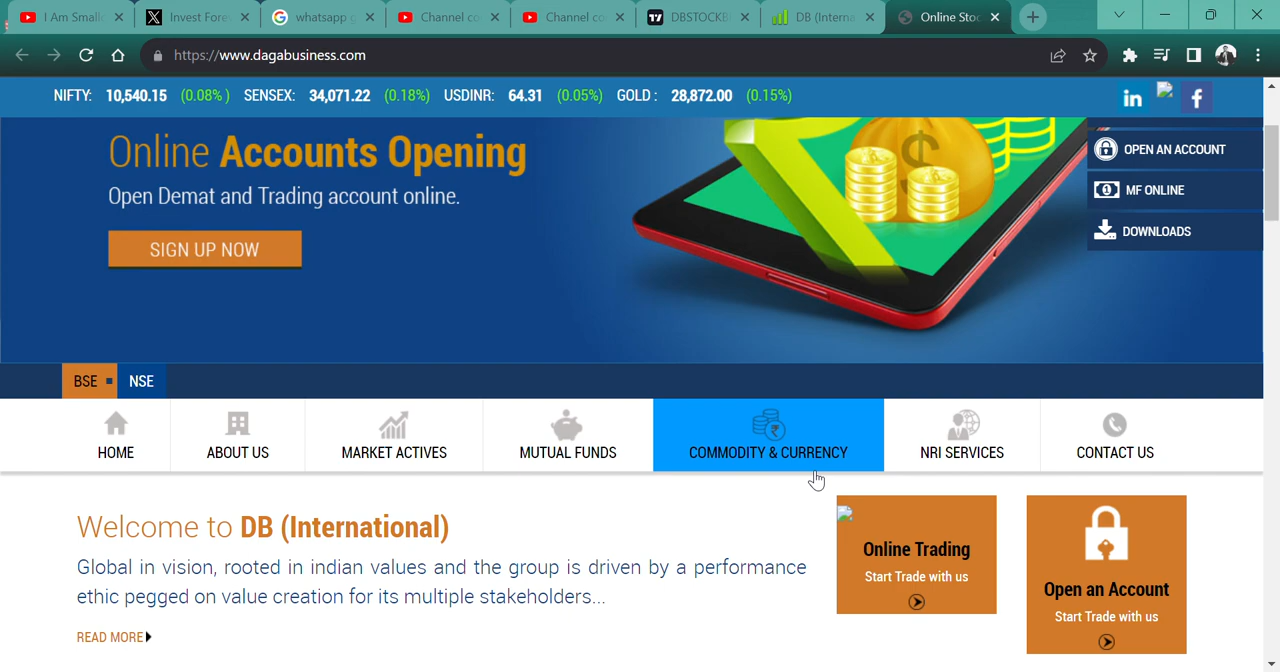 I Am Small
Invest Fore
whatsapp g
Channel co
Channel co
DBSTOCKB
DB (Interna
Online Stoc
https://www.dagabusiness.com
NIFTY: 10,540.15 (0.08% ) SENSEX: 34,071.22 (0.18%) USDINR: 64.31 (0.05%) GOLD : 28,872.00 (0.15%)
in f
Online Accounts Opening
Open Demat and Trading account online.
SIGN UP NOW
OPEN AN ACCOUNT
MF ONLINE
DOWNLOADS
BSE NSE
HOME ABOUT US MARKET ACTIVES MUTUAL FUNDS COMMODITY & CURRENCY NRI SERVICES CONTACT US
Welcome to DB (International)
Global in vision, rooted in indian values and the group is driven by a performance
ethic pegged on value creation for its multiple stakeholders...
READ MORE
Online Trading
Start Trade with us
Open an Account
Start Trade with us